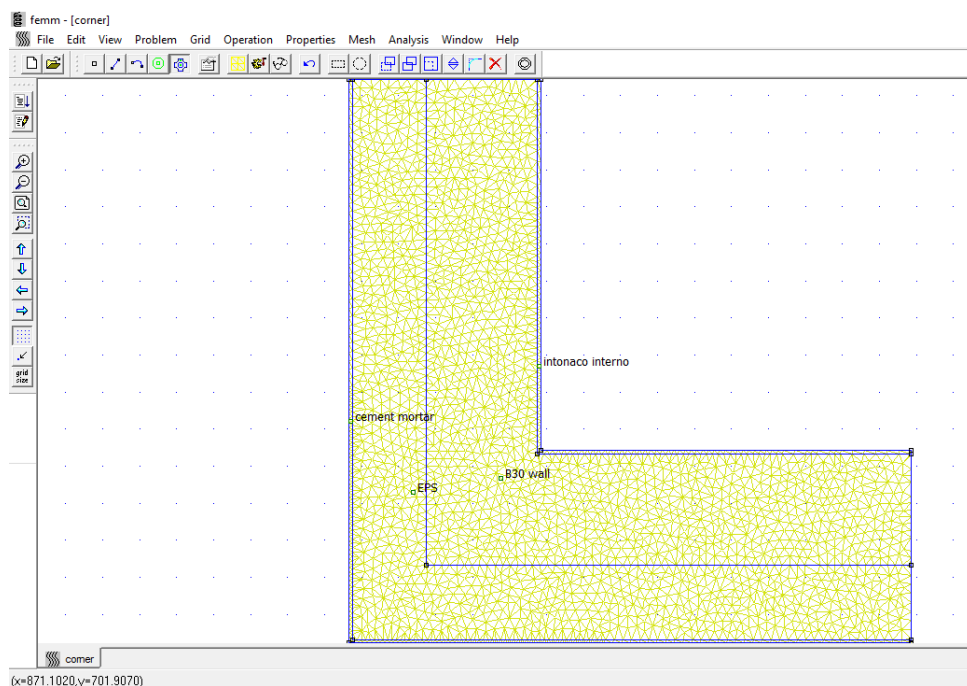 femm - [corner]
File Edit View Problem Grid Operation Properties Mesh Analysis Window Help
intonaco interno
cement mortar
B30 wall
EPS
grid
size
corner
(x=871.1020,y=701.9070)